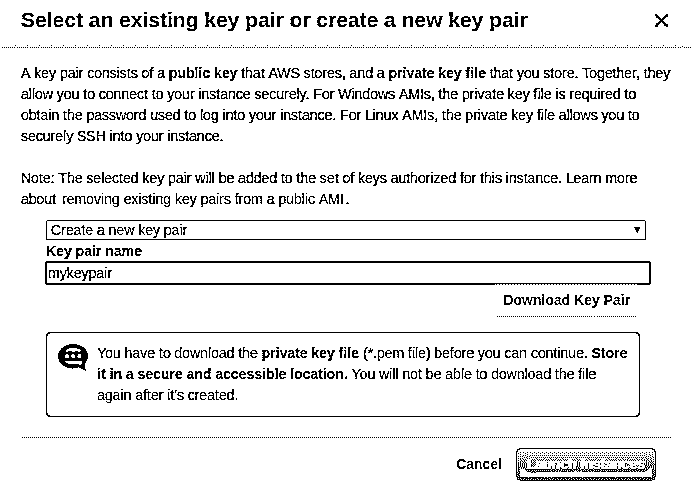 Select an existing key pair or create a new key pair
A key pair consists of a public key that AWS stores, and a private key file that you store. Together, they
allow you to connect to your instance securely. For Windows AMIs, the private key file is required to
obtain the password used to log into your instance. For Linux AMIs, the private key file allows you to
securely SSH into your instance.
Note: The selected key pair will be added to the set of keys authorized for this instance. Learn more
about removing existing key pairs from a public AMI.
Create a new key pair
Key pair name
mykeypair
Download Key Pair
You have to download the private key file (*.pem file) before you can continue. Store
it in a secure and accessible location. You will not be able to download the file
again after it's created.
Cancel Launch Instances